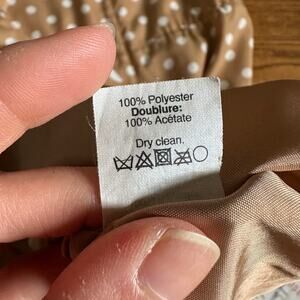 100% Polyester
Doublure:
100% Acétate
Dry clean.